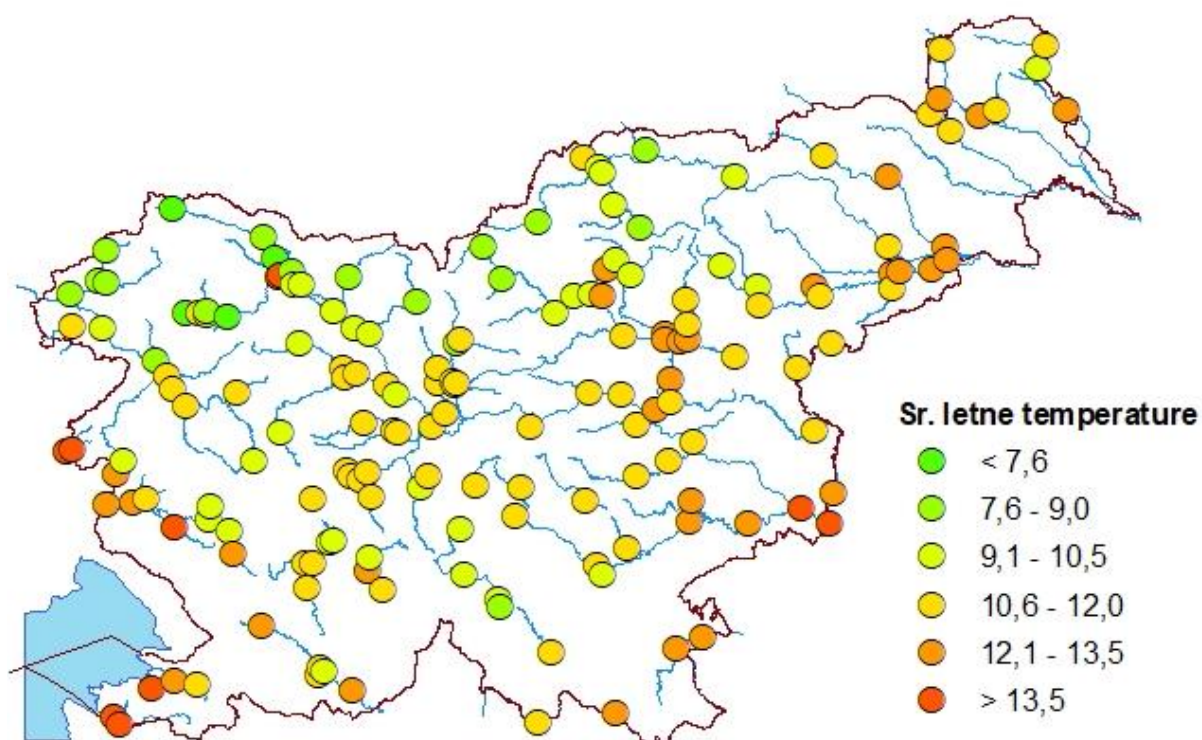 Sr. letne temperature
< 7,6
7,6 - 9,0
9,1 - 10,5
10,6 - 12,0
12,1 - 13,5
> 13,5